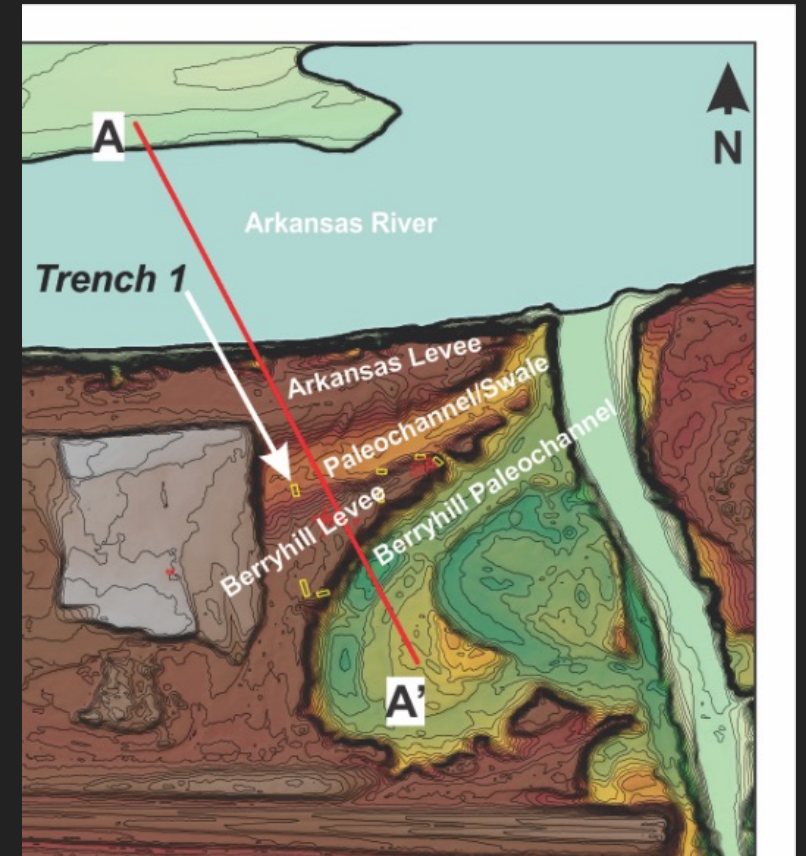 N
A
Arkansas River
Trench 1
Arkansas Levee
Paleochannel/Swale
Berryhill Paleochannel
Berryhill Levee
A’